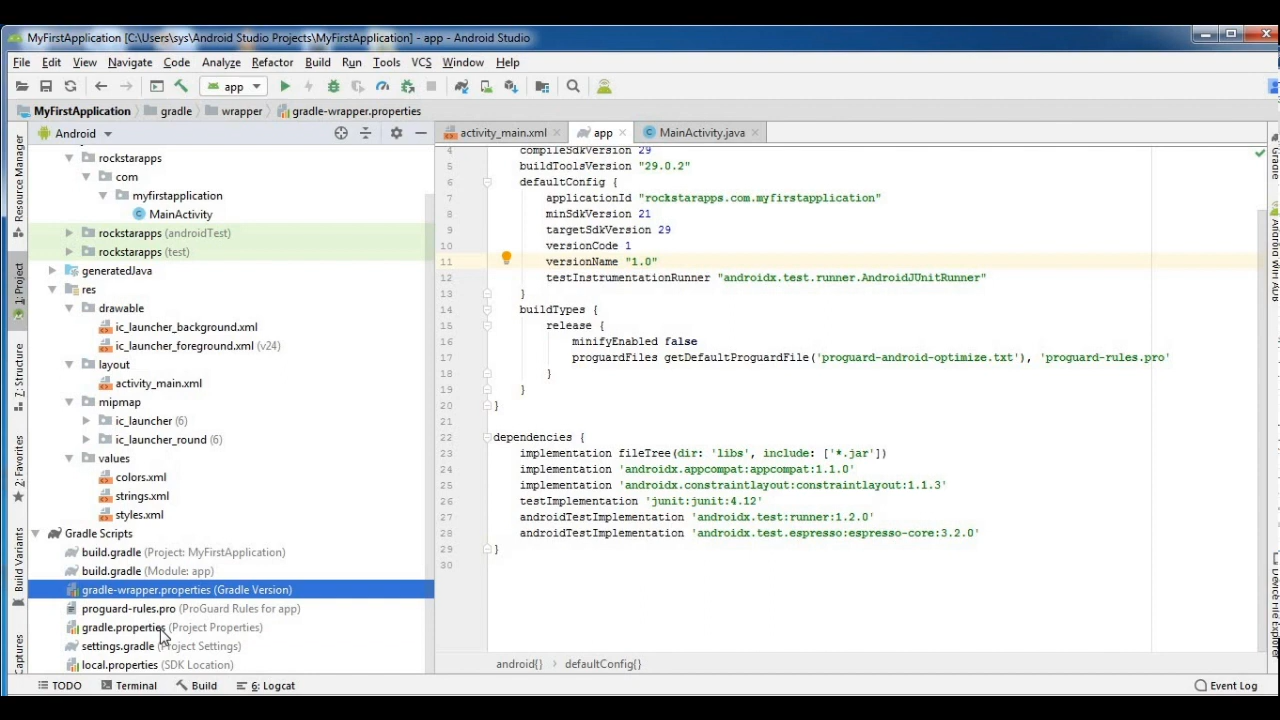 MyFirstApplication [C:\Users\sys\Android Studio Projects\MyFirstApplication] - app - Android Studio
File Edit View Navigate Code Analyze Refactor Build Run Tools VCS Window Help
app
MyFirstApplication gradle wrapper gradle-wrapper.properties
Android
activity_main.xml app MainActivity.java
Resource Manager
1: Project
Z: Structure
2: Favorites
Build Variants
Captures
rockstarapps
com
myfirstapplication
MainActivity
rockstarapps (androidTest)
rockstarapps (test)
generatedJava
res
drawable
ic_launcher_background.xml
ic_launcher_foreground.xml (v24)
layout
activity_main.xml
mipmap
ic_launcher (6)
ic_launcher_round (6)
values
colors.xml
strings.xml
styles.xml
Gradle Scripts
build.gradle (Project: MyFirstApplication)
build.gradle (Module: app)
gradle-wrapper.properties (Gradle Version)
proguard-rules.pro (ProGuard Rules for app)
gradle.properties (Project Properties)
settings.gradle (Project Settings)
local.properties (SDK Location)
4 compileSdkVersion 29
5 buildToolsVersion "29.0.2"
6 defaultConfig {
7 applicationId "rockstarapps.com.myfirstapplication"
8 minSdkVersion 21
9 targetSdkVersion 29
10 versionCode 1
11 versionName "1.0"
12 testInstrumentationRunner "androidx.test.runner.AndroidJUnitRunner"
13 }
14 buildTypes {
15 release {
16 minifyEnabled false
17 proguardFiles getDefaultProguardFile('proguard-android-optimize.txt'), 'proguard-rules.pro'
18 }
19 }
20 }
21
22 dependencies {
23 implementation fileTree(dir: 'libs', include: ['*.jar'])
24 implementation 'androidx.appcompat:appcompat:1.1.0'
25 implementation 'androidx.constraintlayout:constraintlayout:1.1.3'
26 testImplementation 'junit:junit:4.12'
27 androidTestImplementation 'androidx.test:runner:1.2.0'
28 androidTestImplementation 'androidx.test.espresso:espresso-core:3.2.0'
29 }
30
android{} › defaultConfig{}
Gradle
Device File Explorer
TODO Terminal Build 6: Logcat Event Log